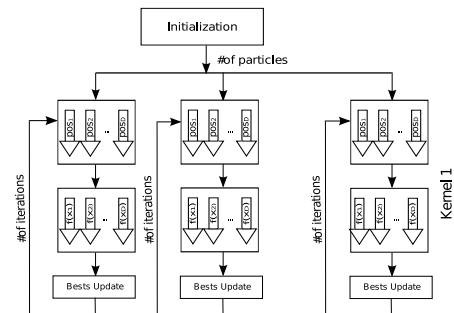 Initialization
#of particles
pos1 pos2 .. posD
pos1 pos2 ... posD
pos1 pos2 ... posD
#of iterations
#of iterations
#of iterations
f(x1) f(x2) ... f(xD)
f(x1) f(x2) ... f(xD)
f(x1) f(x2) ... f(xD)
Bests Update
Bests Update
Bests Update
Kernel 1